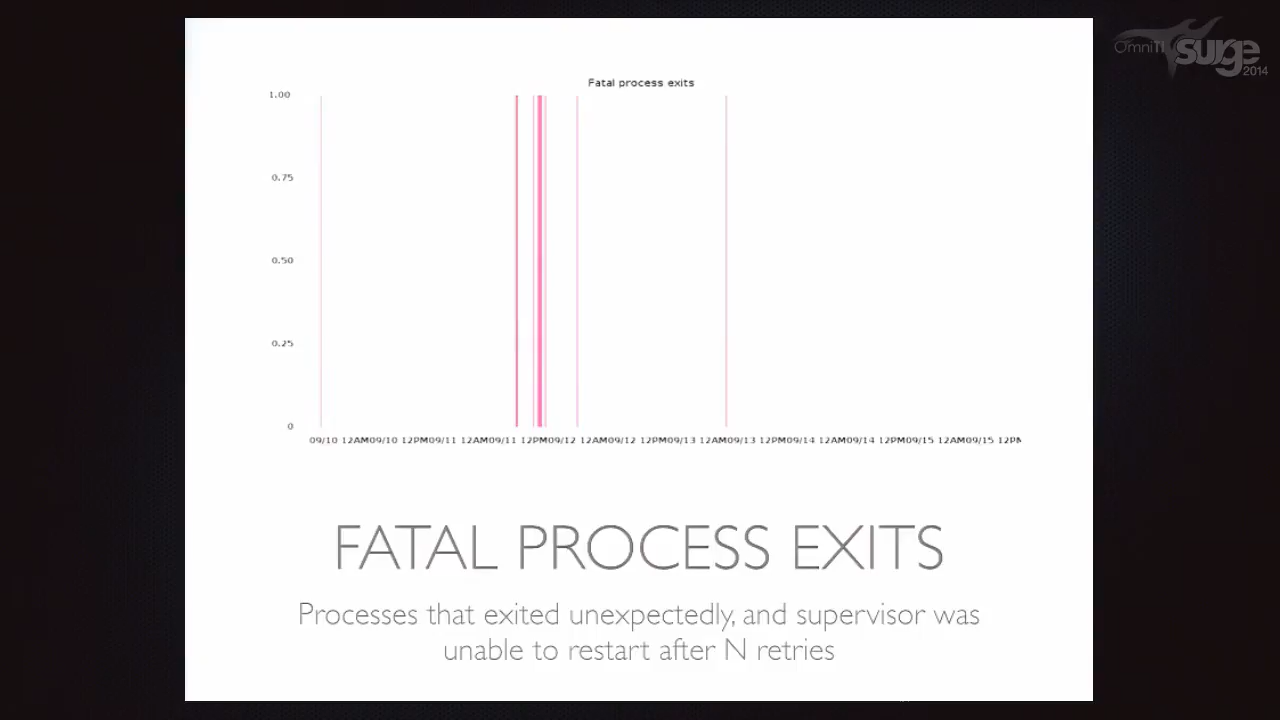 OmniTI surge 2014
Fatal process exits
1.00
0.75
0.50
0.25
0
09/10 12AM09/10 12PM09/11 12AM09/11 12PM09/12 12AM09/12 12PM09/13 12AM09/13 12PM09/14 12AM09/14 12PM09/15 12AM09/15 12PM
FATAL PROCESS EXITS
Processes that exited unexpectedly, and supervisor was
unable to restart after N retries